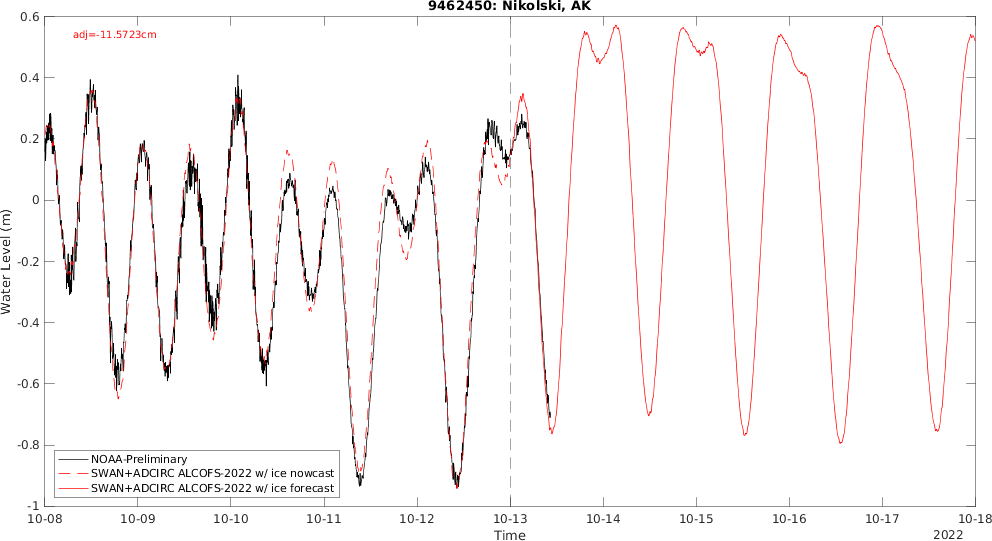 9462450: Nikolski, AK
adj=-11.5723cm
Water Level (m)
0.6
0.4
0.2
0
-0.2
-0.4
-0.6
-0.8
-1
NOAA-Preliminary
SWAN+ADCIRC ALCOFS-2022 w/ ice nowcast
SWAN+ADCIRC ALCOFS-2022 w/ ice forecast
10-08 10-09 10-10 10-11 10-12 10-13 10-14 10-15 10-16 10-17 10-18
Time
2022